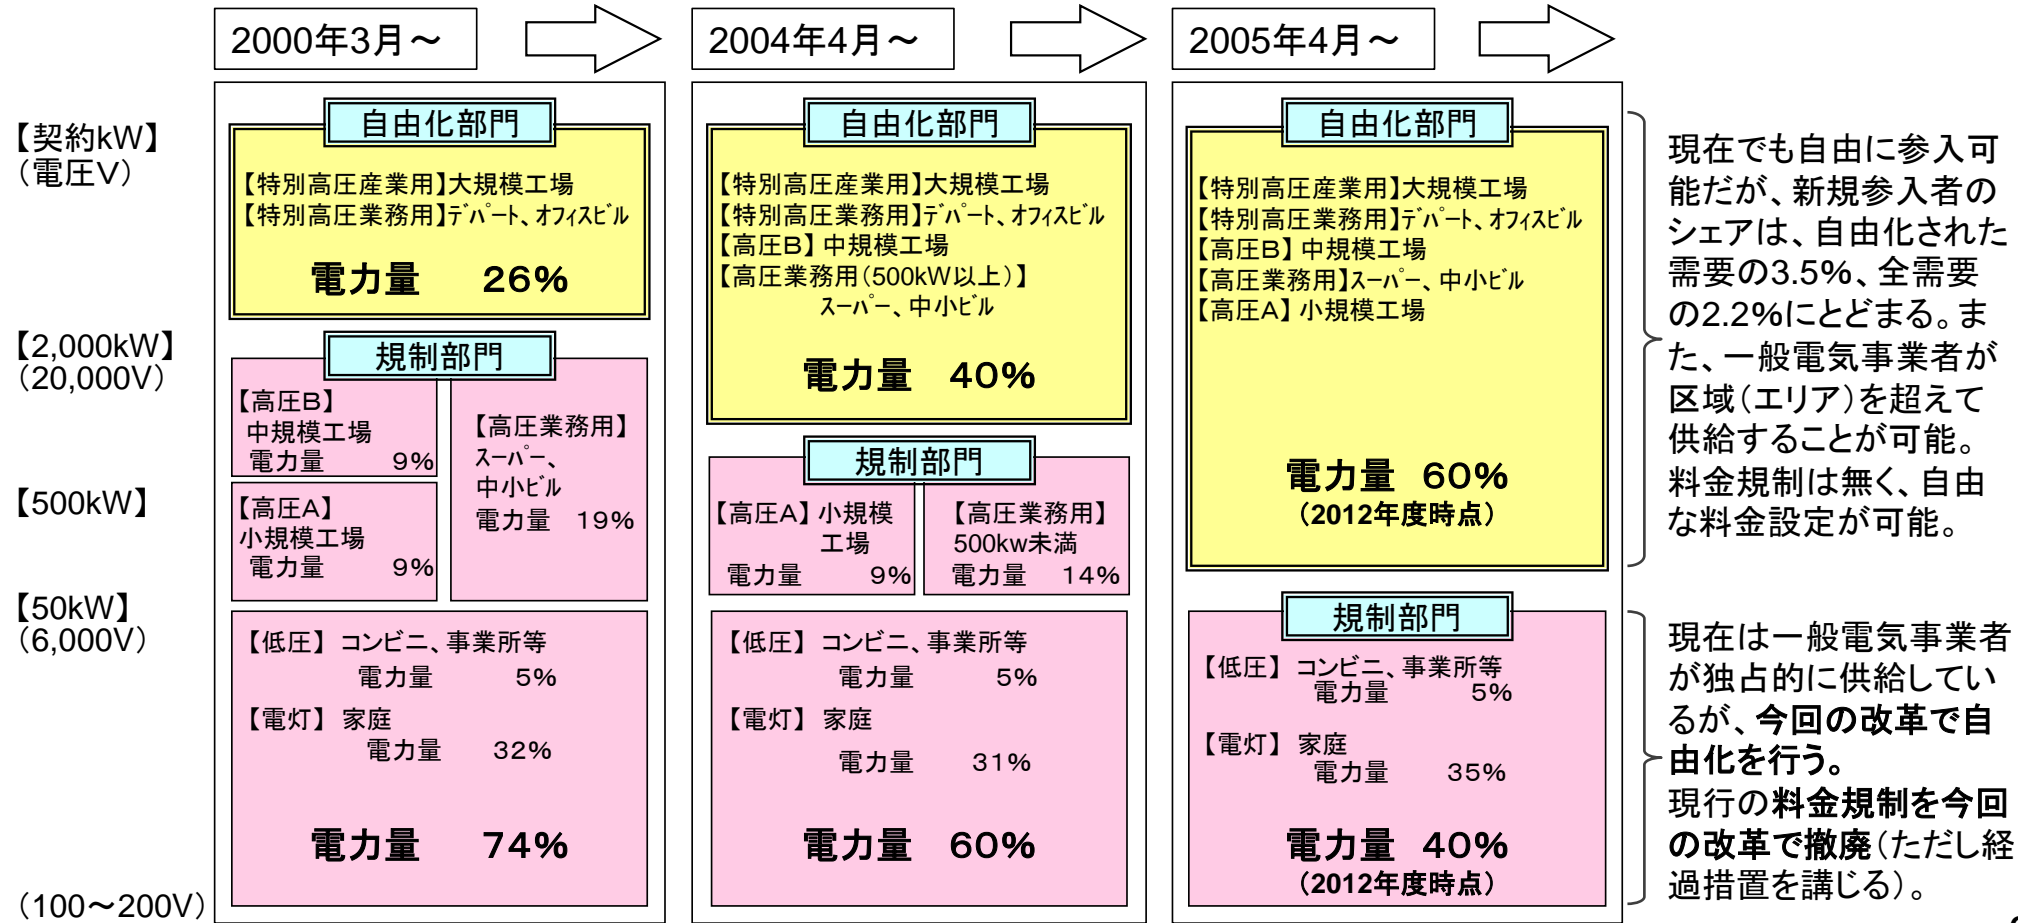 2000年3月～
2004年4月～
2005年4月～
【契約kW】
（電圧V）
【2,000kW】
（20,000V）
【500kW】
【50kW】
（6,000V）
（100～200V）
自由化部門
【特別高圧産業用】大規模工場
【特別高圧業務用】ﾃﾞﾊﾟｰﾄ、ｵﾌｨｽﾋﾞﾙ
電力量　26%
規制部門
【高圧B】
中規模工場
電力量　9%
【高圧A】
小規模工場
電力量　9%
【高圧業務用】
ｽｰﾊﾟｰ、
中小ﾋﾞﾙ
電力量　19%
【低圧】 コンビニ、事業所等
電力量　5%
【電灯】 家庭
電力量　32%
電力量　74%
自由化部門
【特別高圧産業用】大規模工場
【特別高圧業務用】ﾃﾞﾊﾟｰﾄ、ｵﾌｨｽﾋﾞﾙ
【高圧B】 中規模工場
【高圧業務用（500kW以上）】
ｽｰﾊﾟｰ、中小ﾋﾞﾙ
電力量　40%
規制部門
【高圧A】 小規模
工場
電力量　9%
【高圧業務用】
500kw未満
電力量　14%
【低圧】 コンビニ、事業所等
電力量　5%
【電灯】 家庭
電力量　31%
電力量　60%
自由化部門
【特別高圧産業用】大規模工場
【特別高圧業務用】ﾃﾞﾊﾟｰﾄ、ｵﾌｨｽﾋﾞﾙ
【高圧B】 中規模工場
【高圧業務用】ｽｰﾊﾟｰ、中小ﾋﾞﾙ
【高圧A】 小規模工場
電力量　60%
（2012年度時点）
規制部門
【低圧】 コンビニ、事業所等
電力量　5%
【電灯】 家庭
電力量　35%
電力量　40%
（2012年度時点）
現在でも自由に参入可
能だが、新規参入者の
シェアは、自由化された
需要の3.5%、全需要
の2.2%にとどまる。ま
た、一般電気事業者が
区域（エリア）を超えて
供給することが可能。
料金規制は無く、自由
な料金設定が可能。
現在は一般電気事業者
が独占的に供給してい
るが、今回の改革で自
由化を行う。
現行の料金規制を今回
の改革で撤廃（ただし経
過措置を講じる）。